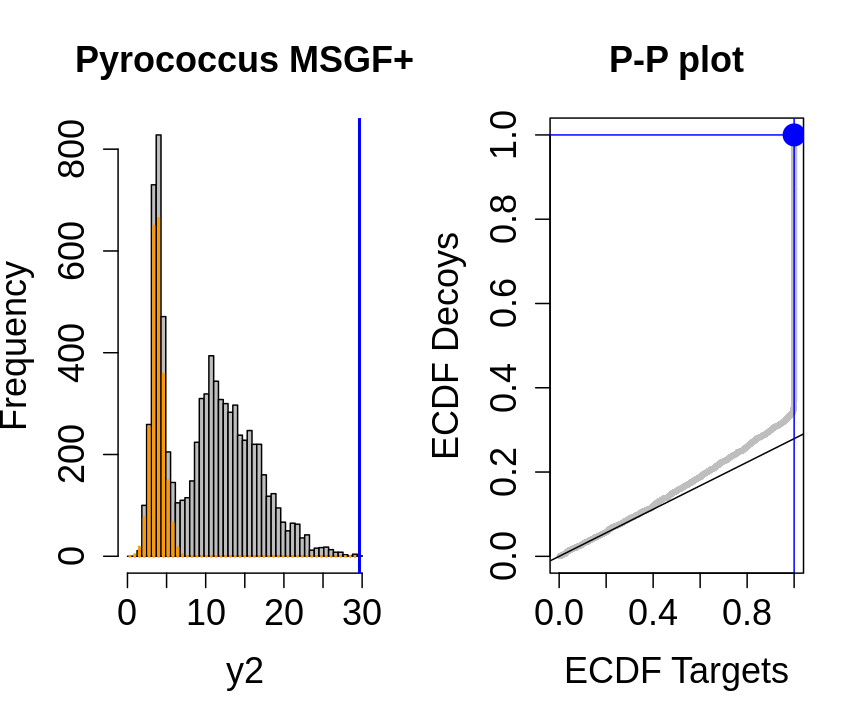 Pyrococcus MSGF+
Frequency
0 200 400 600 800
0 10 20 30
y2
P-P plot
ECDF Decoys
0.0 0.2 0.4 0.6 0.8 1.0
0.0 0.4 0.8
ECDF Targets